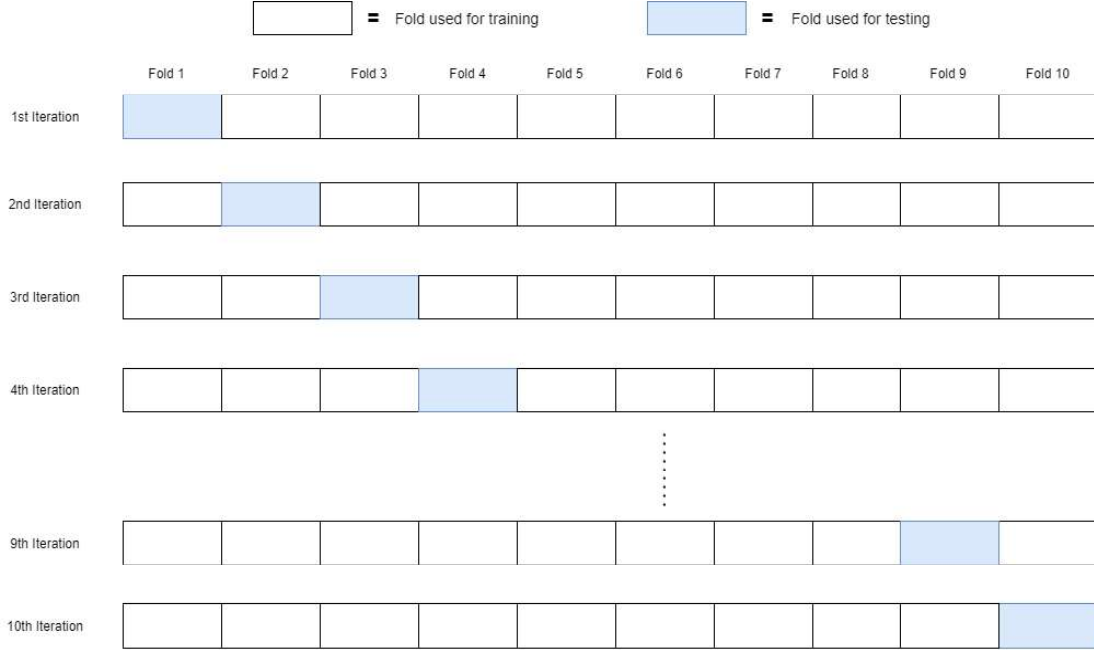 = Fold used for training = Fold used for testing
Fold 1 Fold 2 Fold 3 Fold 4 Fold 5 Fold 6 Fold 7 Fold 8 Fold 9 Fold 10
1st Iteration
2nd Iteration
3rd Iteration
4th Iteration
9th Iteration
10th Iteration